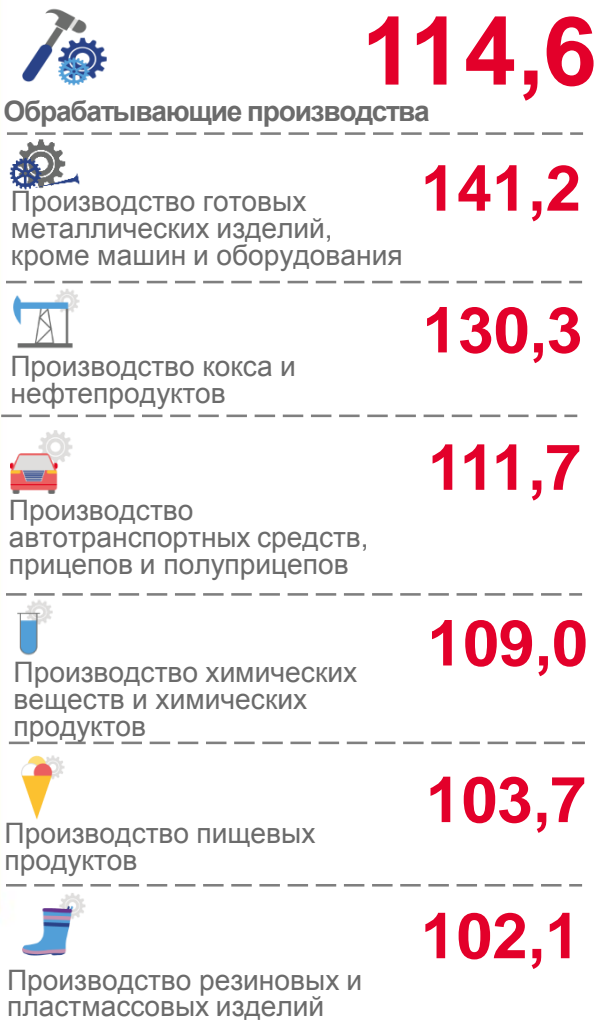 114,6
Обрабатывающие производства
141,2
Производство готовых
металлических изделий,
кроме машин и оборудования
130,3
Производство кокса и
нефтепродуктов
111,7
Производство
автотранспортных средств,
прицепов и полуприцепов
109,0
Производство химических
веществ и химических
продуктов
103,7
Производство пищевых
продуктов
102,1
Производство резиновых и
пластмассовых изделий